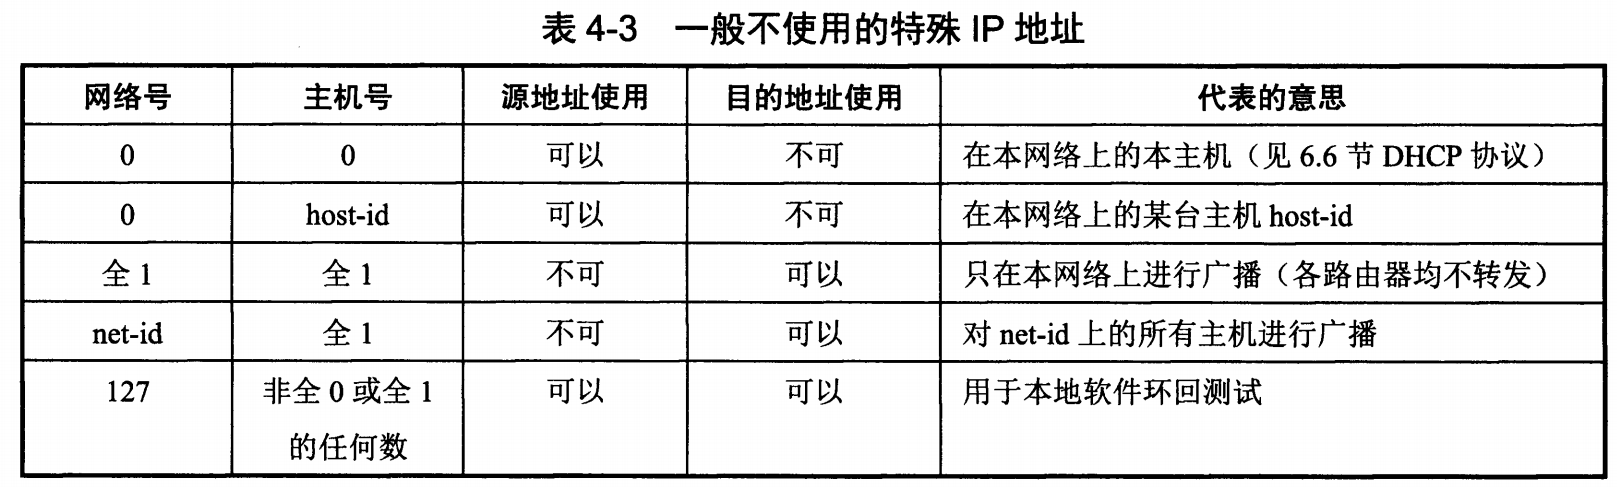 表 4-3 一般不使用的特殊 IP 地址
网络号 主机号 源地址使用 目的地址使用 代表的意思
0 0 可以 不可 在本网络上的本主机（见 6.6 节 DHCP 协议）
0 host-id 可以 不可 在本网络上的某台主机 host-id
全 1 全 1 不可 可以 只在本网络上进行广播（各路由器均不转发）
net-id 全 1 不可 可以 对 net-id 上的所有主机进行广播
127 非全 0 或全 1 可以 可以 用于本地软件环回测试
的任何数